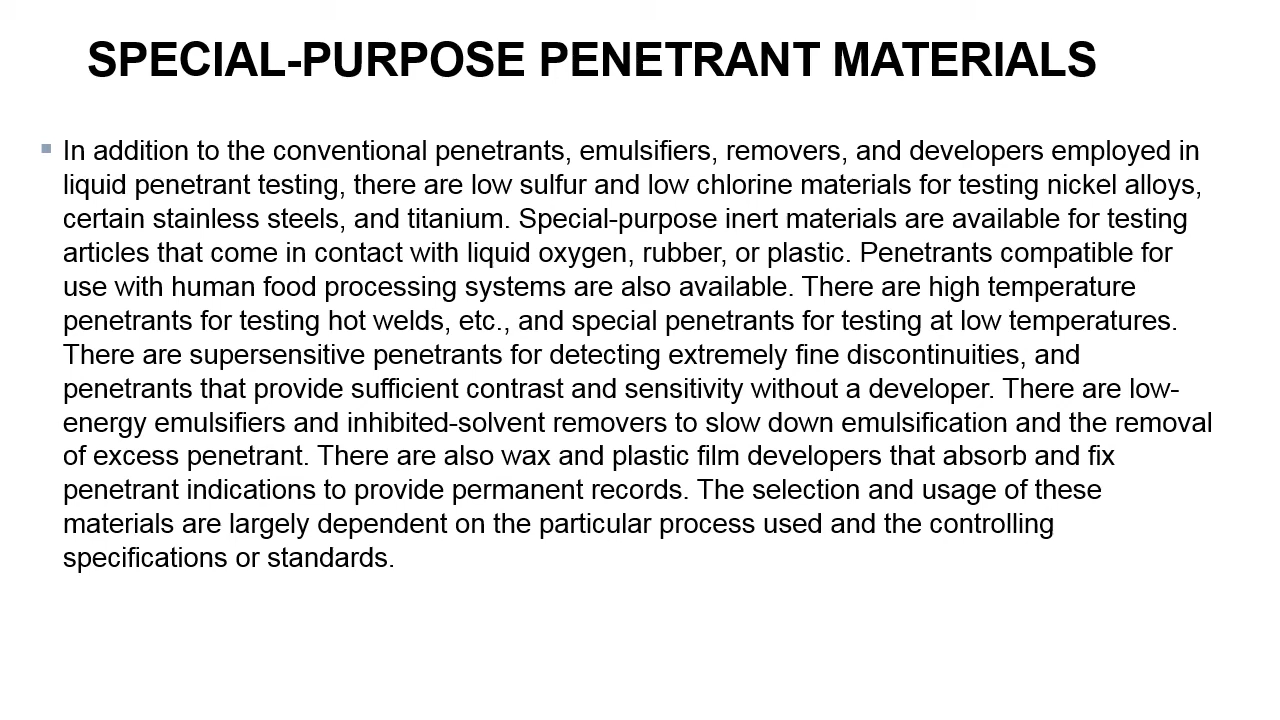 SPECIAL-PURPOSE PENETRANT MATERIALS
In addition to the conventional penetrants, emulsifiers, removers, and developers employed in
liquid penetrant testing, there are low sulfur and low chlorine materials for testing nickel alloys,
certain stainless steels, and titanium. Special-purpose inert materials are available for testing
articles that come in contact with liquid oxygen, rubber, or plastic. Penetrants compatible for
use with human food processing systems are also available. There are high temperature
penetrants for testing hot welds, etc., and special penetrants for testing at low temperatures.
There are supersensitive penetrants for detecting extremely fine discontinuities, and
penetrants that provide sufficient contrast and sensitivity without a developer. There are low-
energy emulsifiers and inhibited-solvent removers to slow down emulsification and the removal
of excess penetrant. There are also wax and plastic film developers that absorb and fix
penetrant indications to provide permanent records. The selection and usage of these
materials are largely dependent on the particular process used and the controlling
specifications or standards.